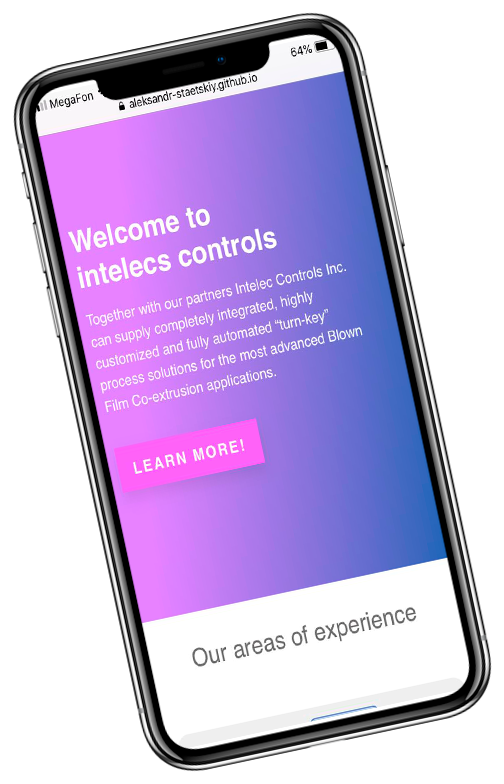 MegaFon
64%
aleksandr-staetskiy.github.io
Welcome to
intelecs controls
Together with our partners Intelec Controls Inc.
can supply completely integrated, highly
customized and fully automated “turn-key”
process solutions for the most advanced Blown
Film Co-extrusion applications.
LEARN MORE!
Our areas of experience